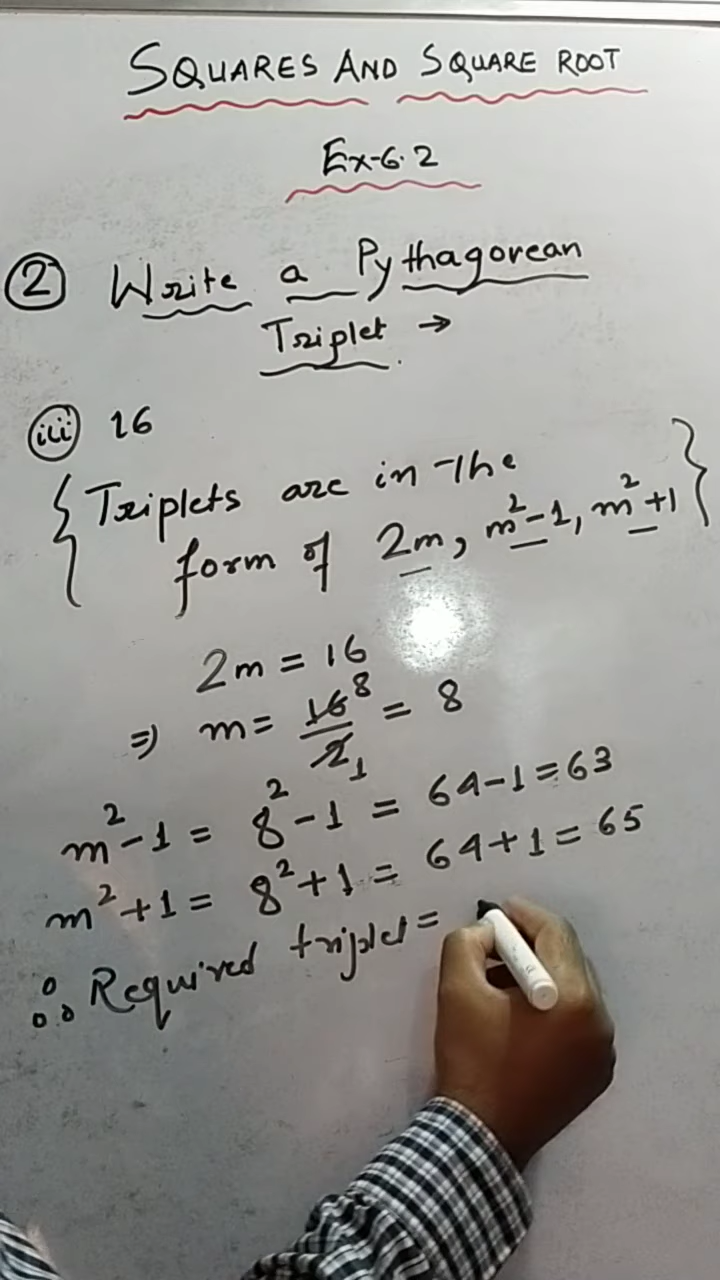 SQUARES AND SQUARE ROOT
Ex-6.2
② Write a Pythagorean
Triplet →
(iii) 16
{Triplets are in the
form of 2m, m²-1, m²+1}
2m = 16
⇒ m = 16/2 8/1 = 8
m²-1 = 8²-1 = 64-1 = 63
m²+1 = 8²+1 = 64+1 = 65
∴ Required triplet =